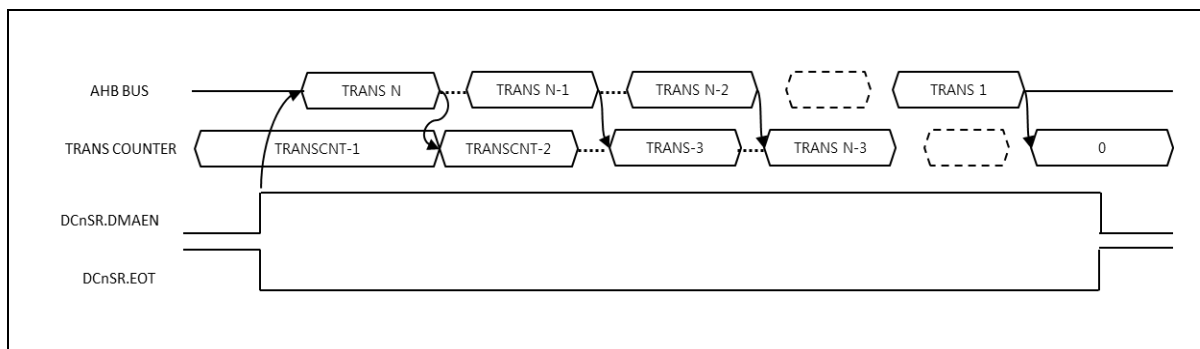 AHB BUS TRANS N TRANS N-1 TRANS N-2 TRANS 1
TRANS COUNTER TRANSCNT-1 TRANSCNT-2 TRANS-3 TRANS N-3 0
DCnSR.DMAEN
DCnSR.EOT